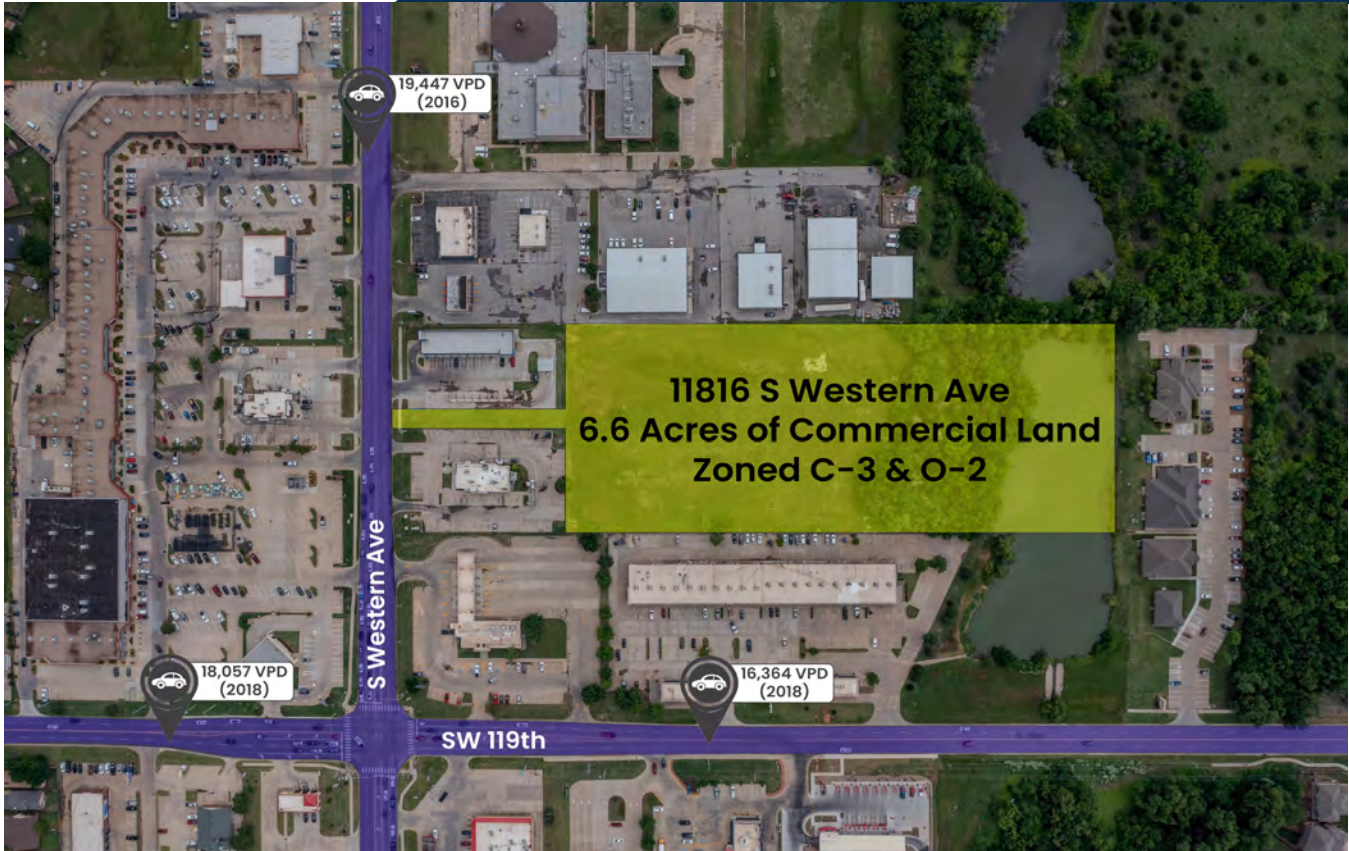 19,447 VPD
(2016)
11816 S Western Ave
6.6 Acres of Commercial Land
Zoned C-3 & O-2
S Western Ave
18,057 VPD
(2018)
16,364 VPD
(2018)
SW 119th